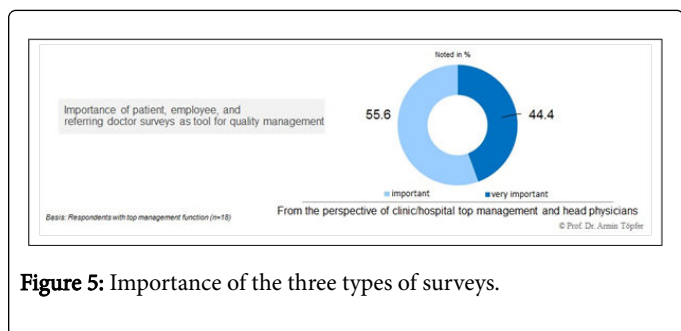 Noted in %
Importance of patient, employee, and
referring doctor surveys as tool for quality management
55.6
44.4
important
very important
From the perspective of clinic/hospital top management and head physicians
Basis: Respondents with top management function (n=18)
© Prof. Dr. Armin Töpfer
Figure 5: Importance of the three types of surveys.